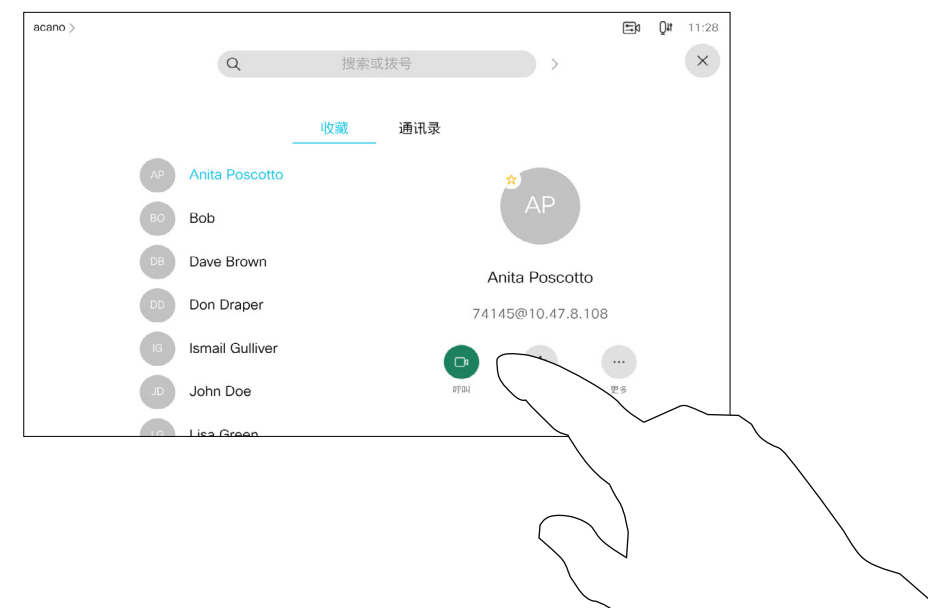 acano >
11:28
搜索或拨号
收藏 通讯录
AP Anita Poscotto
BO Bob
DB Dave Brown
DD Don Draper
IG Ismail Gulliver
JD John Doe
LG Lisa Green
AP
Anita Poscotto
74145@10.47.8.108
呼叫
更多